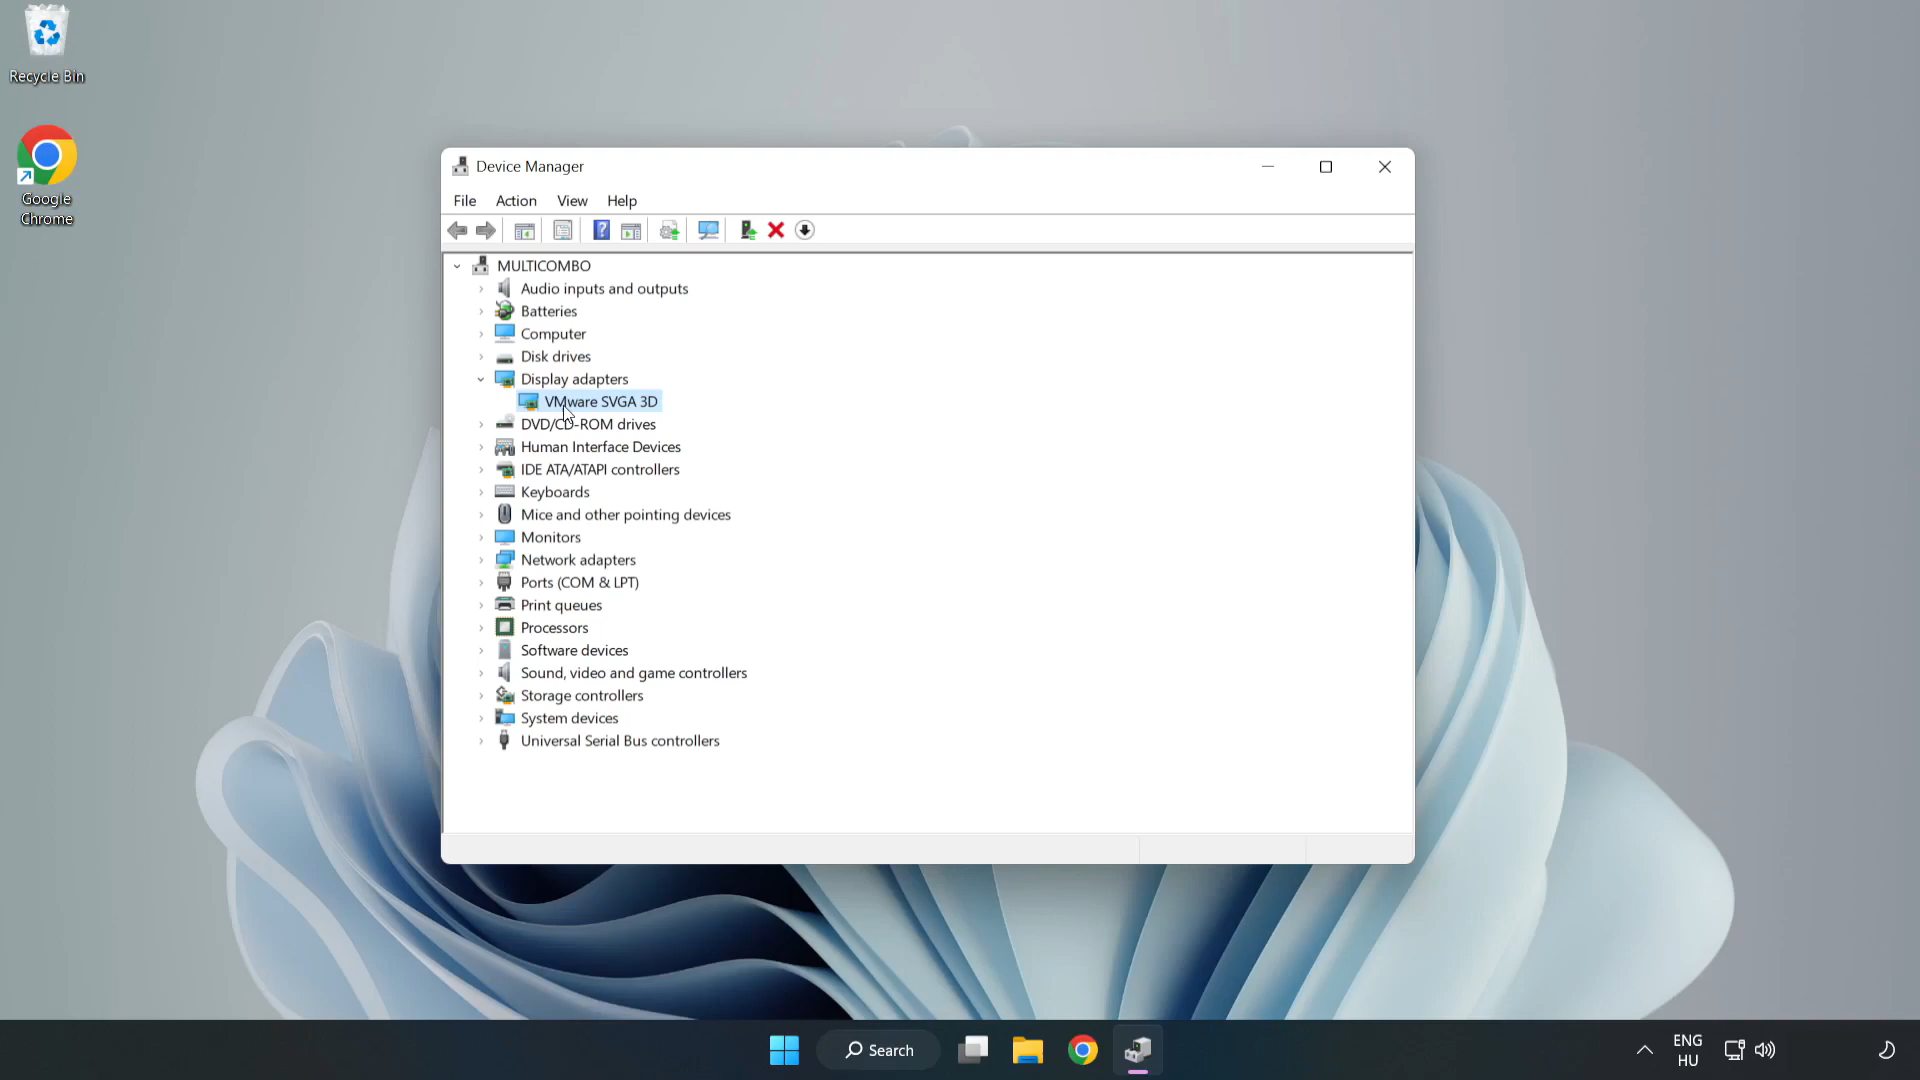 Recycle Bin
Google
Chrome
Device Manager
File Action View Help
MULTICOMBO
Audio inputs and outputs
Batteries
Computer
Disk drives
Display adapters
VMware SVGA 3D
DVD/CD-ROM drives
Human Interface Devices
IDE ATA/ATAPI controllers
Keyboards
Mice and other pointing devices
Monitors
Network adapters
Ports (COM & LPT)
Print queues
Processors
Software devices
Sound, video and game controllers
Storage controllers
System devices
Universal Serial Bus controllers
Search
ENG
HU